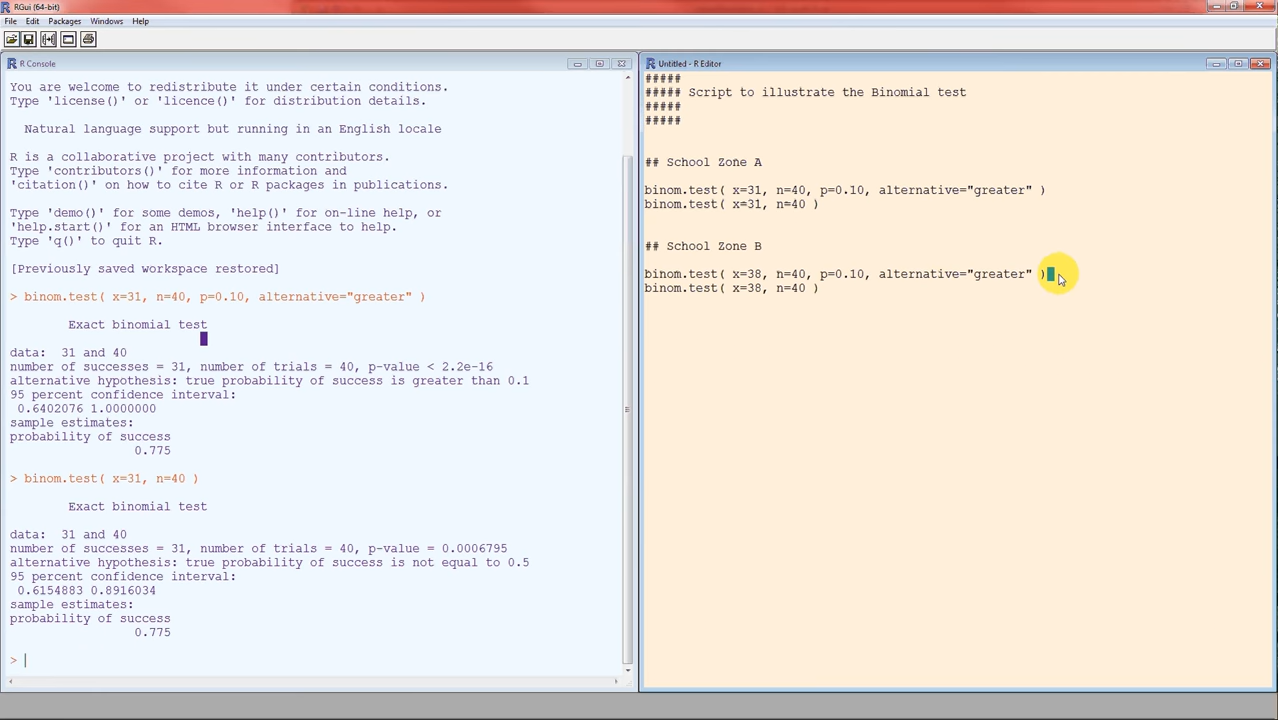 RGui (64-bit)
File Edit Packages Windows Help
R Console
You are welcome to redistribute it under certain conditions.
Type 'license()' or 'licence()' for distribution details.
Natural language support but running in an English locale
R is a collaborative project with many contributors.
Type 'contributors()' for more information and
'citation()' on how to cite R or R packages in publications.
Type 'demo()' for some demos, 'help()' for on-line help, or
'help.start()' for an HTML browser interface to help.
Type 'q()' to quit R.
[Previously saved workspace restored]
> binom.test( x=31, n=40, p=0.10, alternative="greater" )
Exact binomial test
data:  31 and 40
number of successes = 31, number of trials = 40, p-value < 2.2e-16
alternative hypothesis: true probability of success is greater than 0.1
95 percent confidence interval:
0.6402076 1.0000000
sample estimates:
probability of success
0.775
> binom.test( x=31, n=40 )
Exact binomial test
data:  31 and 40
number of successes = 31, number of trials = 40, p-value = 0.0006795
alternative hypothesis: true probability of success is not equal to 0.5
95 percent confidence interval:
0.6154883 0.8916034
sample estimates:
probability of success
0.775
>
Untitled - R Editor
#####
##### Script to illustrate the Binomial test
#####
#####
## School Zone A
binom.test( x=31, n=40, p=0.10, alternative="greater" )
binom.test( x=31, n=40 )
## School Zone B
binom.test( x=38, n=40, p=0.10, alternative="greater" )
binom.test( x=38, n=40 )